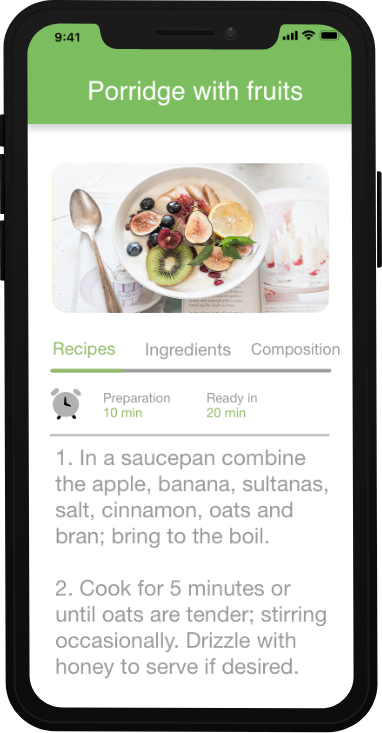 9:41
Porridge with fruits
Recipes Ingredients Composition
Preparation Ready in
10 min 20 min
1. In a saucepan combine
the apple, banana, sultanas,
salt, cinnamon, oats and
bran; bring to the boil.
2. Cook for 5 minutes or
until oats are tender; stirring
occasionally. Drizzle with
honey to serve if desired.